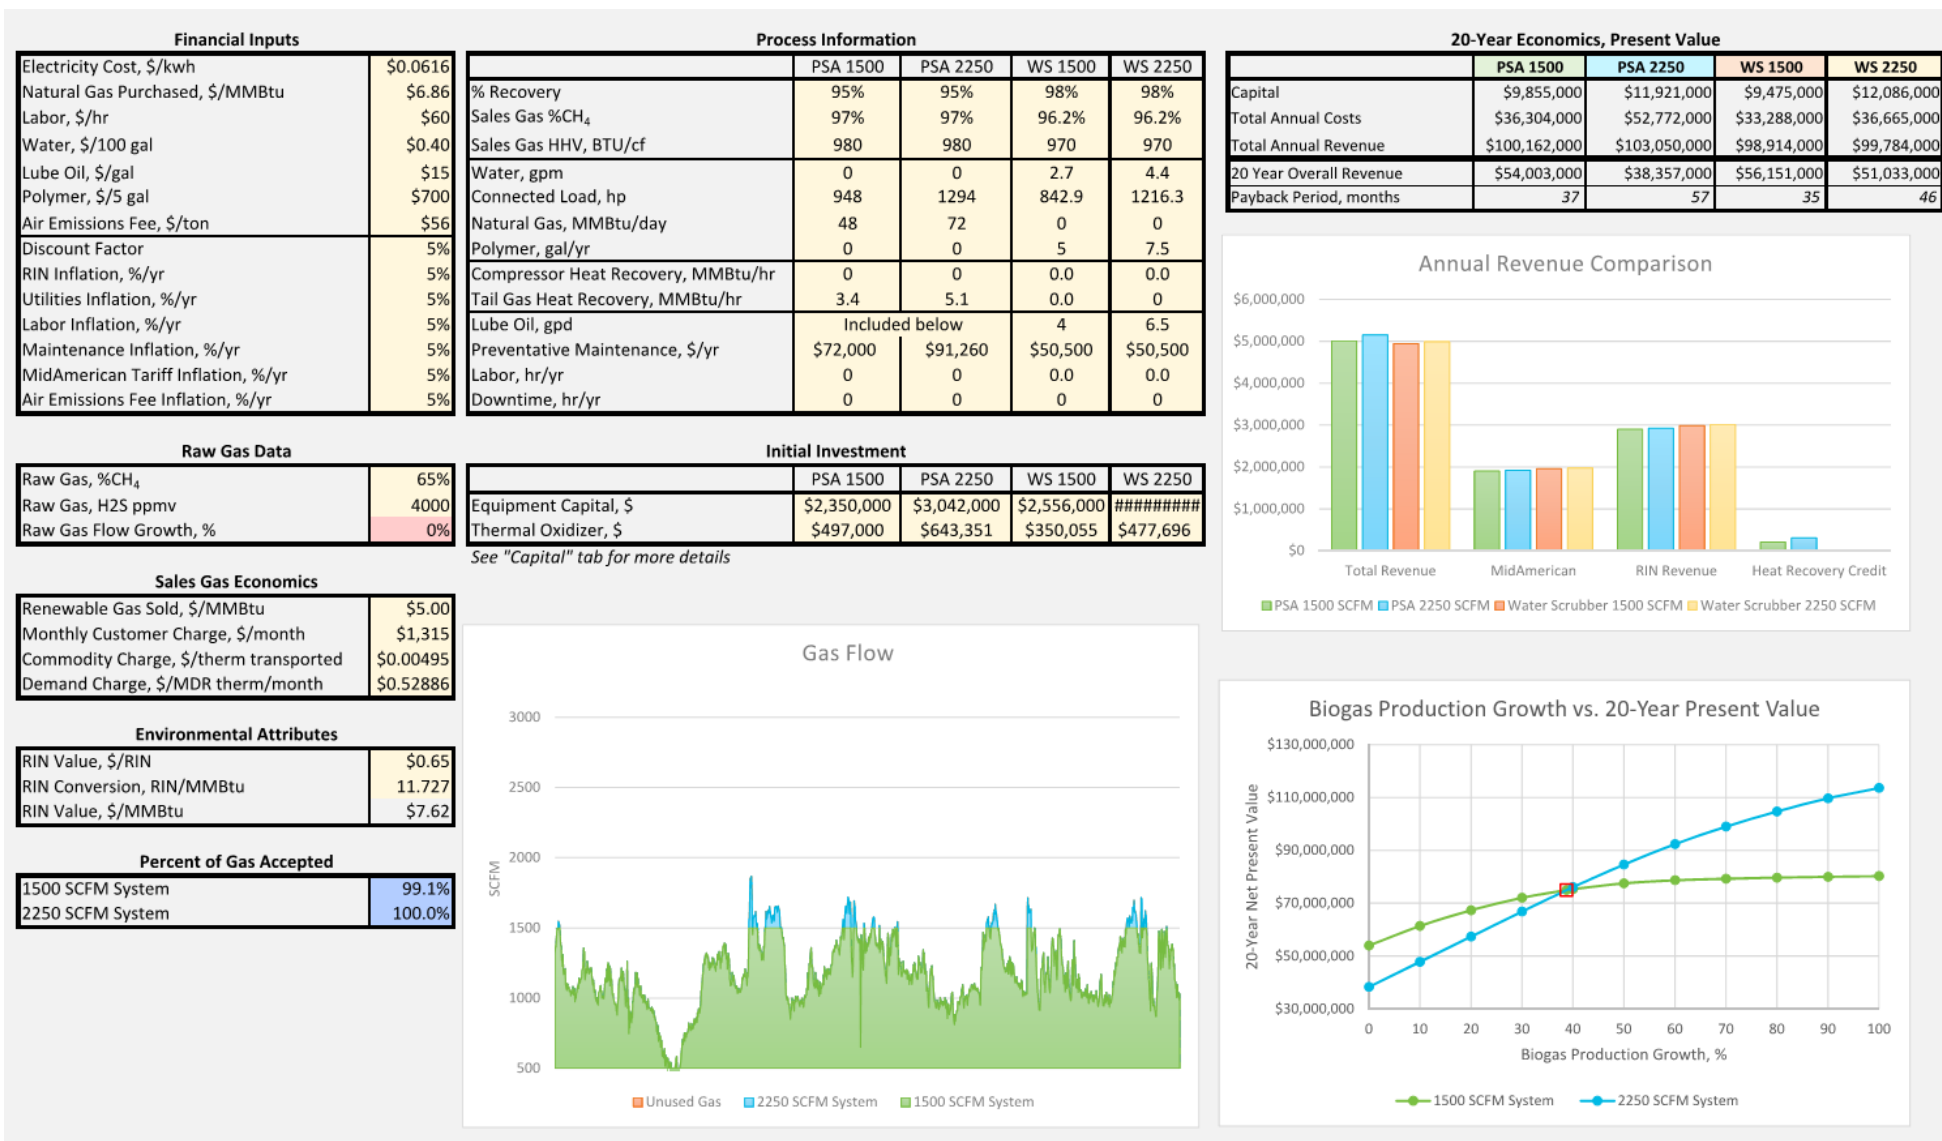 Financial Inputs
Electricity Cost, $/kwh $0.0616
Natural Gas Purchased, $/MMBtu $6.86
Labor, $/hr $60
Water, $/100 gal $0.40
Lube Oil, $/gal $15
Polymer, $/5 gal $700
Air Emissions Fee, $/ton $56
Discount Factor 5%
RIN Inflation, %/yr 5%
Utilities Inflation, %/yr 5%
Labor Inflation, %/yr 5%
Maintenance Inflation, %/yr 5%
MidAmerican Tariff Inflation, %/yr 5%
Air Emissions Fee Inflation, %/yr 5%
Raw Gas Data
Raw Gas, %CH₄ 65%
Raw Gas, H2S ppmv 4000
Raw Gas Flow Growth, % 0%
Sales Gas Economics
Renewable Gas Sold, $/MMBtu $5.00
Monthly Customer Charge, $/month $1,315
Commodity Charge, $/therm transported $0.00495
Demand Charge, $/MDR therm/month $0.52886
Environmental Attributes
RIN Value, $/RIN $0.65
RIN Conversion, RIN/MMBtu 11.727
RIN Value, $/MMBtu $7.62
Percent of Gas Accepted
1500 SCFM System 99.1%
2250 SCFM System 100.0%
Process Information
PSA 1500 PSA 2250 WS 1500 WS 2250
% Recovery 95% 95% 98% 98%
Sales Gas %CH₄ 97% 97% 96.2% 96.2%
Sales Gas HHV, BTU/cf 980 980 970 970
Water, gpm 0 0 2.7 4.4
Connected Load, hp 948 1294 842.9 1216.3
Natural Gas, MMBtu/day 48 72 0 0
Polymer, gal/yr 0 0 5 7.5
Compressor Heat Recovery, MMBtu/hr 0 0 0.0 0.0
Tail Gas Heat Recovery, MMBtu/hr 3.4 5.1 0.0 0
Lube Oil, gpd Included below 4 6.5
Preventative Maintenance, $/yr $72,000 $91,260 $50,500 $50,500
Labor, hr/yr 0 0 0.0 0.0
Downtime, hr/yr 0 0 0 0
Initial Investment
PSA 1500 PSA 2250 WS 1500 WS 2250
Equipment Capital, $ $2,350,000 $3,042,000 $2,556,000 #########
Thermal Oxidizer, $ $497,000 $643,351 $350,055 $477,696
See "Capital" tab for more details
Gas Flow
SCFM
3000
2500
2000
1500
1000
500
Unused Gas 2250 SCFM System 1500 SCFM System
20-Year Economics, Present Value
PSA 1500 PSA 2250 WS 1500 WS 2250
Capital $9,855,000 $11,921,000 $9,475,000 $12,086,000
Total Annual Costs $36,304,000 $52,772,000 $33,288,000 $36,665,000
Total Annual Revenue $100,162,000 $103,050,000 $98,914,000 $99,784,000
20 Year Overall Revenue $54,003,000 $38,357,000 $56,151,000 $51,033,000
Payback Period, months 37 57 35 46
Annual Revenue Comparison
$6,000,000
$5,000,000
$4,000,000
$3,000,000
$2,000,000
$1,000,000
$0
Total Revenue MidAmerican RIN Revenue Heat Recovery Credit
PSA 1500 SCFM PSA 2250 SCFM Water Scrubber 1500 SCFM Water Scrubber 2250 SCFM
Biogas Production Growth vs. 20-Year Present Value
20-Year Net Present Value
$130,000,000
$110,000,000
$90,000,000
$70,000,000
$50,000,000
$30,000,000
0 10 20 30 40 50 60 70 80 90 100
Biogas Production Growth, %
1500 SCFM System 2250 SCFM System